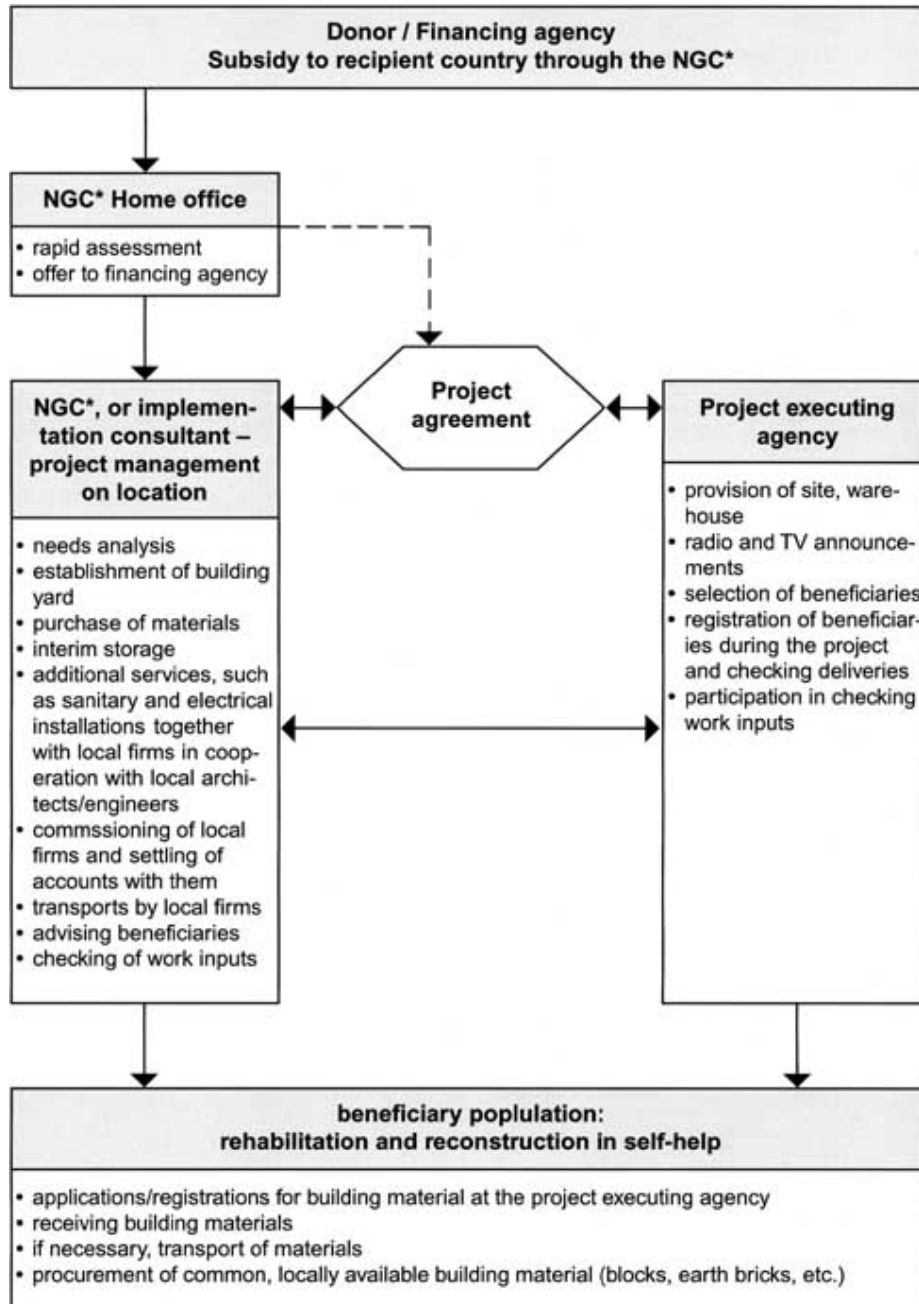 Donor / Financing agency
Subsidy to recipient country through the NGC*
NGC* Home office
• rapid assessment
• offer to financing agency
Project
agreement
NGC*, or implemen-
tation consultant –
project management
on location
• needs analysis
• establishment of building
yard
• purchase of materials
• interim storage
• additional services, such
as sanitary and electrical
installations together
with local firms in coop-
eration with local archi-
tects/engineers
• commssioning of local
firms and settling of
accounts with them
• transports by local firms
• advising beneficiaries
• checking of work inputs
Project executing
agency
• provision of site, ware-
house
• radio and TV announce-
ments
• selection of beneficiaries
• registration of beneficiar-
ies during the project
and checking deliveries
• participation in checking
work inputs
beneficiary poplulation:
rehabilitation and reconstruction in self-help
• applications/registrations for building material at the project executing agency
• receiving building materials
• if necessary, transport of materials
• procurement of common, locally available building material (blocks, earth bricks, etc.)